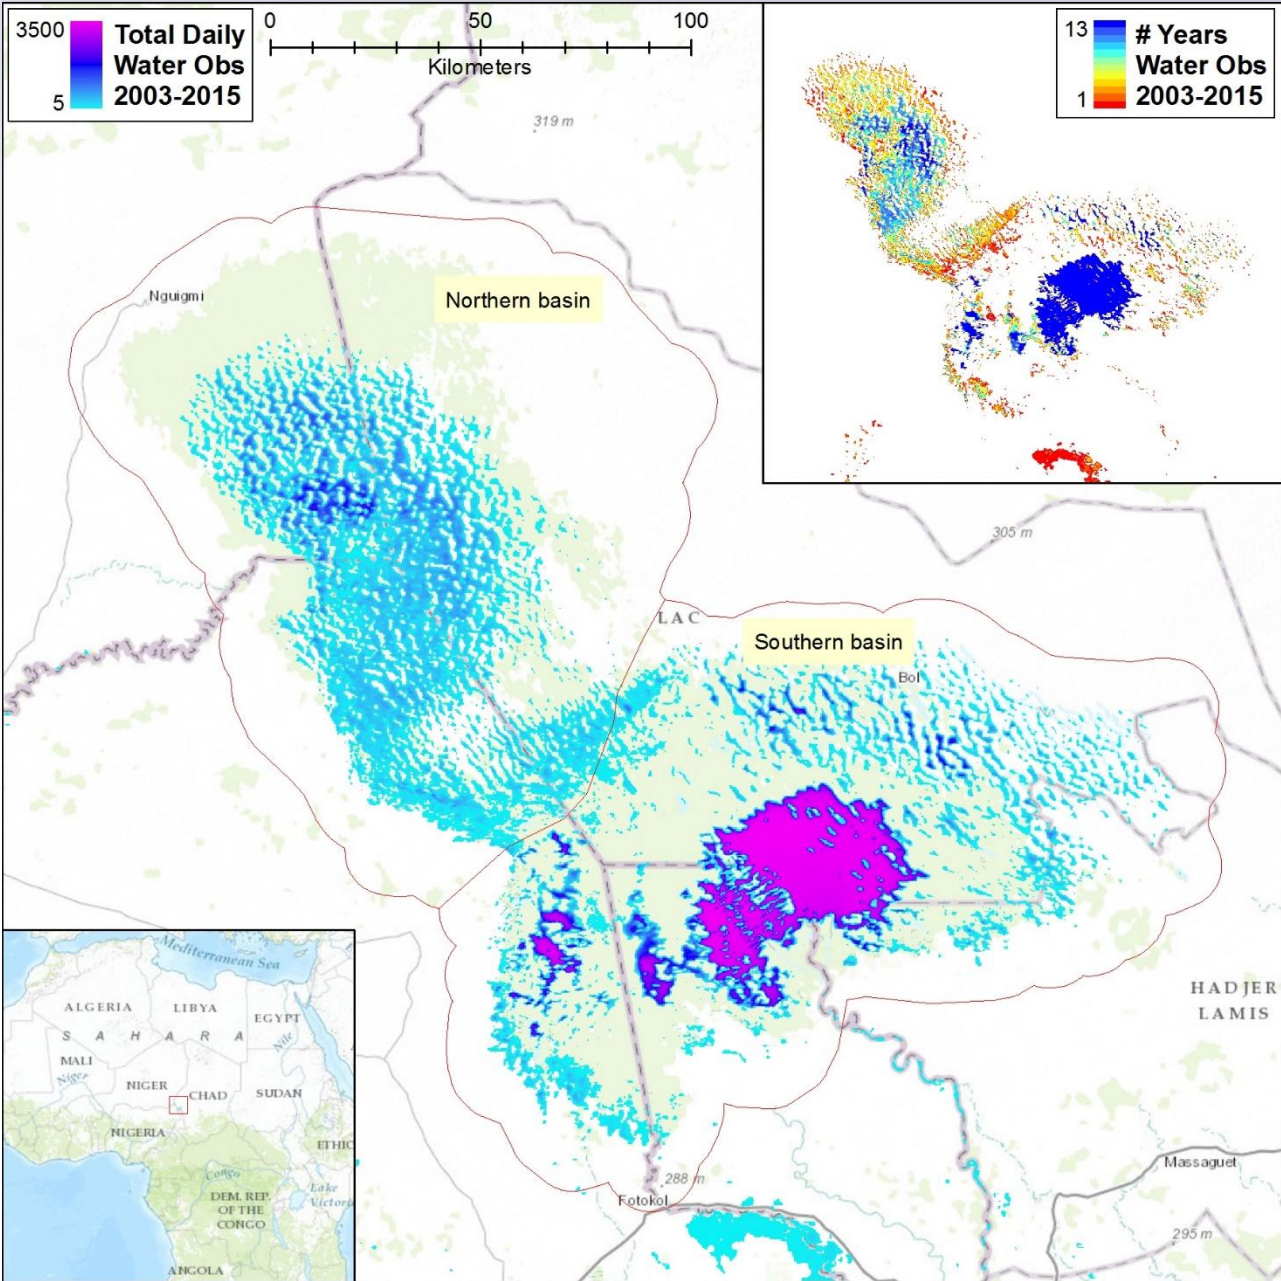 3500
5
Total Daily
Water Obs
2003-2015
0
50
100
Kilometers
13
1
# Years
Water Obs
2003-2015
319 m
Nguigmi
Northern basin
305 m
LAC
Southern basin
Bol
HADJER
LAMIS
Massaguet
288 m
Fotokol
295 m
Mediterranean Sea
ALGERIA
LIBYA
EGYPT
SAHARA
Nile
MALI
Niger
NIGER
CHAD
SUDAN
NIGERIA
ETHIO
Congo
DEM. REP.
OF THE
CONGO
Lake
Victori
ANGOLA